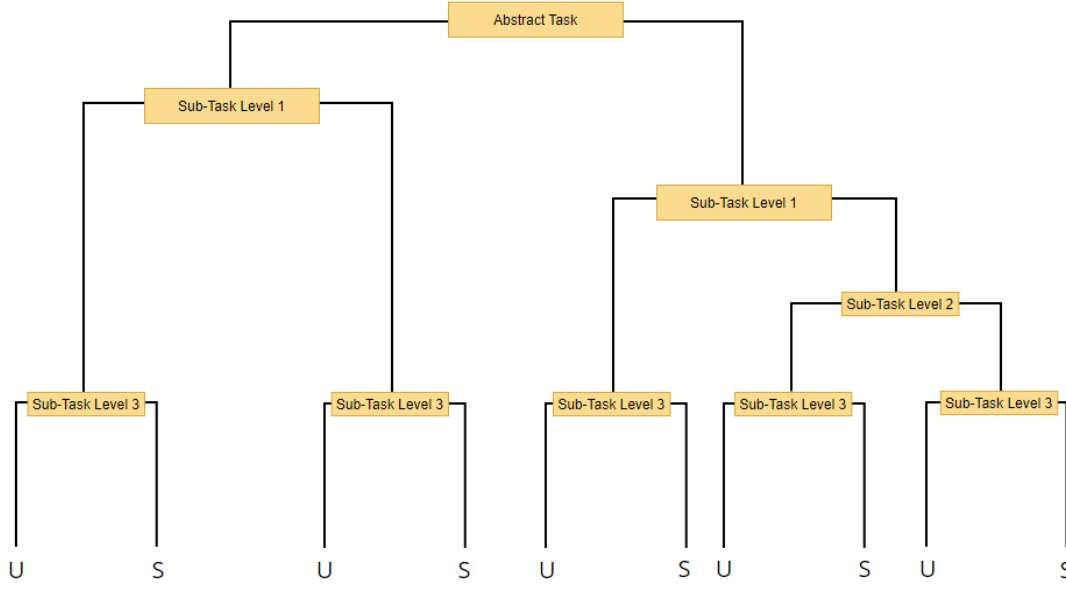 Abstract Task
Sub-Task Level 1
Sub-Task Level 1
Sub-Task Level 2
Sub-Task Level 3
Sub-Task Level 3
Sub-Task Level 3
Sub-Task Level 3
Sub-Task Level 3
U S U S U S U S U S